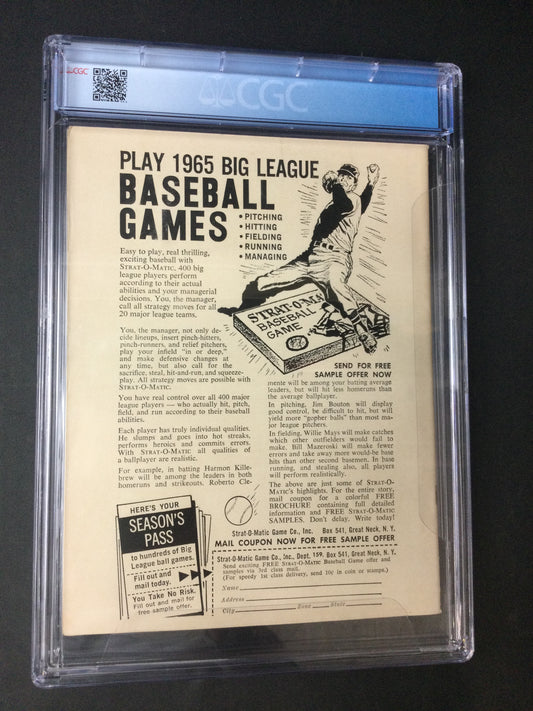 CGC
CGC
PLAY 1965 BIG LEAGUE
BASEBALL
GAMES
• PITCHING
• HITTING
• FIELDING
• RUNNING
• MANAGING
Easy to play, real thrilling,
exciting baseball with
STRAT-O-MATIC. 400 big
league players perform
according to their actual
abilities and your managerial
decisions. You, the manager,
call all strategy moves for all
20 major league teams.
You, the manager, not only de-
cide lineups, insert pinch-hitters,
pinch-runners, and relief pitchers,
play your infield "in or deep,"
and make defensive changes at
any time, but also call for the
sacrifice, steal, hit-and-run, and squeeze-
play. All strategy moves are possible with
STRAT-O-MATIC.
You have real control over all 400 major
league players — who actually hit, pitch,
field, and run according to their baseball
abilities.
Each player has truly individual qualities.
He slumps and goes into hot streaks,
performs heroics and commits errors.
With STRAT-O-MATIC all qualities of
a ballplayer are realistic.
For example, in batting Harmon Kille-
brew will be among the leaders in both
homeruns and strikeouts. Roberto Cle-
STRAT-O-MA
BASEBALL
GAME
SEND FOR FREE
SAMPLE OFFER NOW
mente will be among your batting average
leaders, but will hit less homeruns than
the average ballplayer.
In pitching, Jim Bouton will display
good control, be difficult to hit, but will
yield more "gopher balls" than most ma-
jor league pitchers.
In fielding, Willie Mays will make catches
which other outfielders would fail to
make. Bill Mazeroski will make fewer
errors and take away more would-be base
hits than other second basemen. In base
running, and stealing also, all players
will perform realistically.
The above are just some of STRAT-O-
MATIC'S highlights. For the entire story,
mail coupon for a colorful FREE
BROCHURE containing full detailed
information and FREE STRAT-O-MATIC
SAMPLES. Don't delay. Write today!
HERE'S YOUR
SEASON'S
PASS
to hundreds of Big
League ball games.
Fill out and
mail today.
You Take No Risk.
Fill out and mail for
free sample offer.
Strat-O-Matic Game Co., Inc. Box 541, Great Neck, N. Y.
MAIL COUPON NOW FOR FREE SAMPLE OFFER
Strat-O-Matic Game Co., Inc., Dept. 159, Box 541, Great Neck, N. Y.
Send exciting FREE STRAT-O-MATIC Baseball Game offer and
samples via 3rd class mail.
(For speedy 1st class delivery, send 10¢ in coin or stamps.)
Name
Address
City Zone State